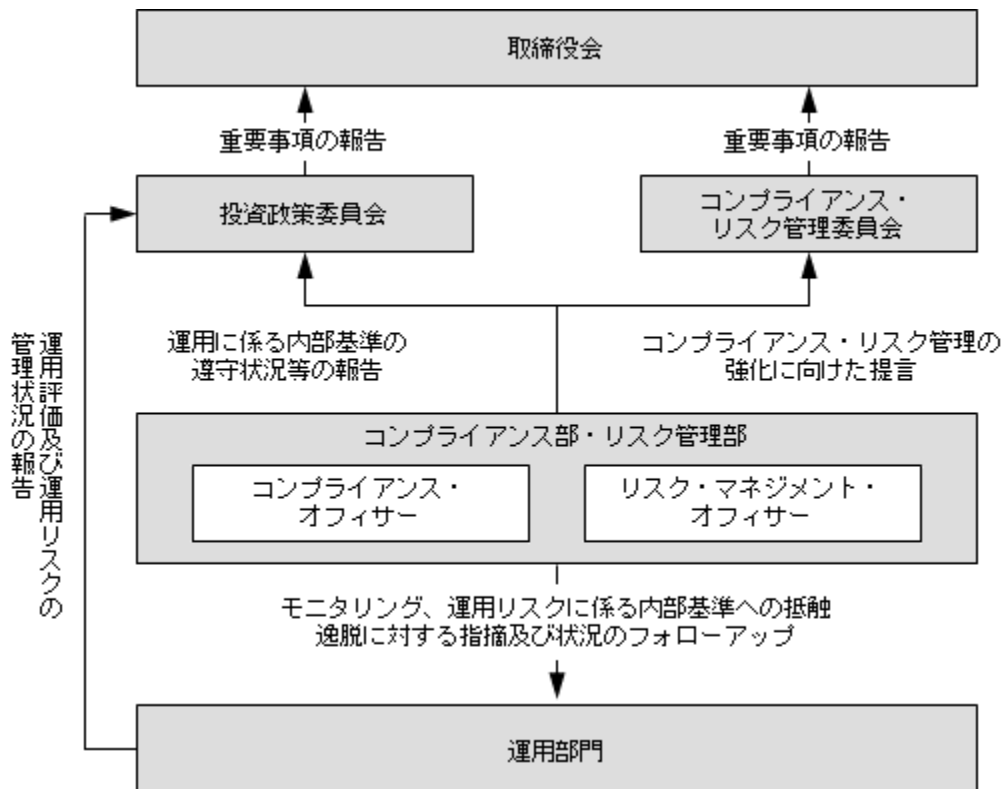 取締役会
重要事項の報告
重要事項の報告
投資政策委員会
コンプライアンス・
リスク管理委員会
運用に係る内部基準の
遵守状況等の報告
コンプライアンス・リスク管理の
強化に向けた提言
運用評価及び運用リスクの
管理状況の報告
コンプライアンス部・リスク管理部
コンプライアンス・
オフィサー
リスク・マネジメント・
オフィサー
モニタリング、運用リスクに係る内部基準への抵触
逸脱に対する指摘及び状況のフォローアップ
運用部門